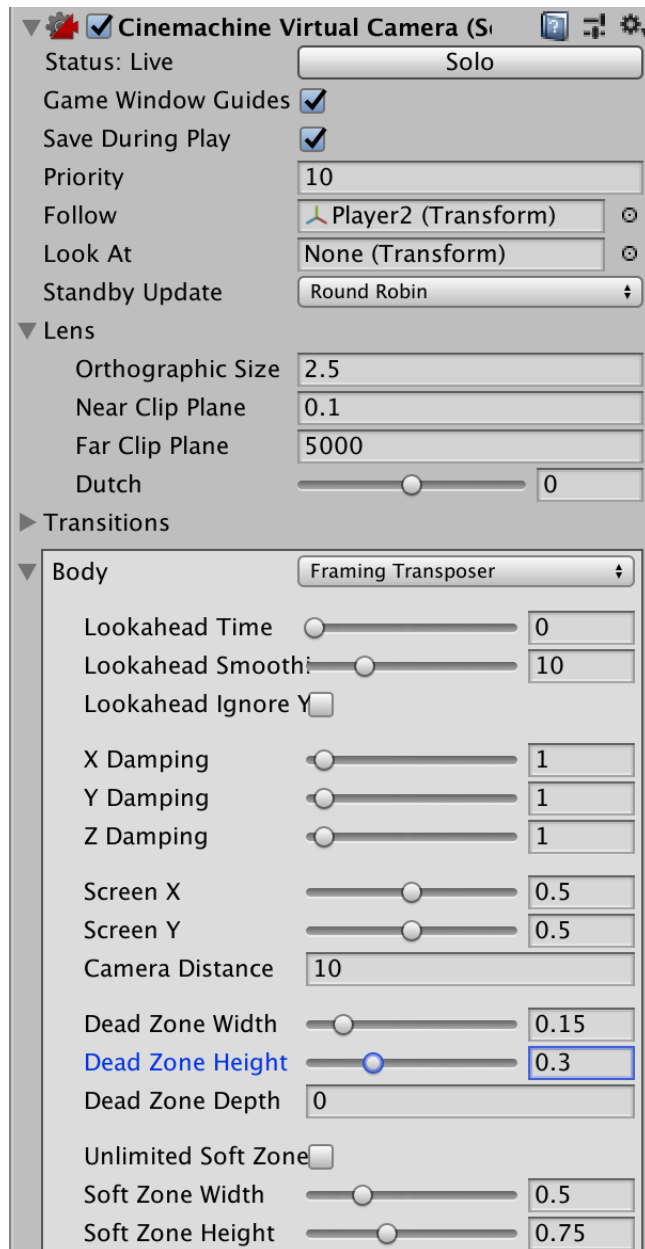 Cinemachine Virtual Camera (S
Status: Live Solo
Game Window Guides
Save During Play
Priority 10
Follow Player2 (Transform)
Look At None (Transform)
Standby Update Round Robin
Lens
Orthographic Size 2.5
Near Clip Plane 0.1
Far Clip Plane 5000
Dutch 0
Transitions
Body Framing Transposer
Lookahead Time 0
Lookahead Smoothi 10
Lookahead Ignore Y
X Damping 1
Y Damping 1
Z Damping 1
Screen X 0.5
Screen Y 0.5
Camera Distance 10
Dead Zone Width 0.15
Dead Zone Height 0.3
Dead Zone Depth 0
Unlimited Soft Zone
Soft Zone Width 0.5
Soft Zone Height 0.75